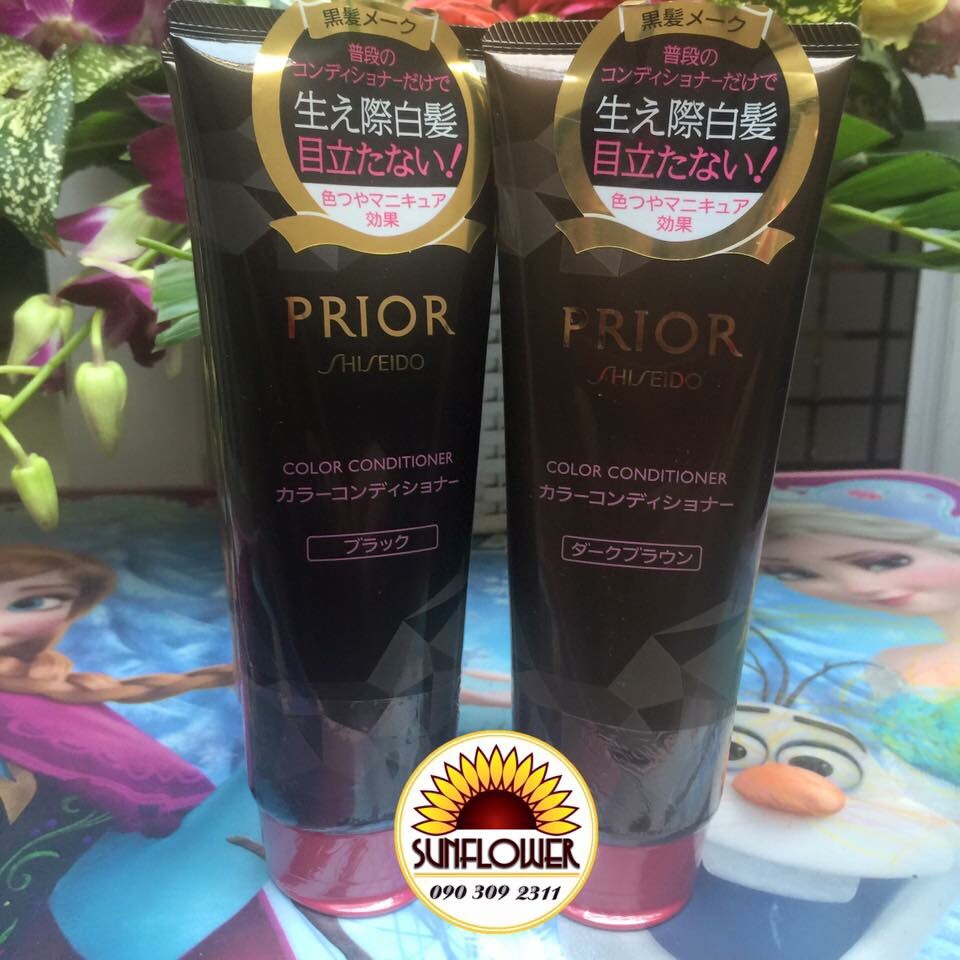 黒髪メーク
普段の
コンディショナーだけで
生え際白髪
目立たない!
色つやマニキュア
効果
PRIOR
SHISEIDO
COLOR CONDITIONER
カラーコンディショナー
ブラック
黒髪メーク
普段の
コンディショナーだけで
生え際白髪
目立たない!
色つやマニキュア
効果
PRIOR
SHISEIDO
COLOR CONDITIONER
カラーコンディショナー
ダークブラウン
SUNFLOWER
090 309 2311